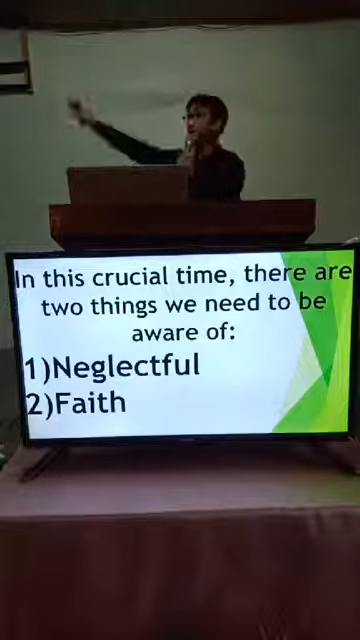 In this crucial time, there are
two things we need to be
aware of:
1)Neglectful
2)Faith